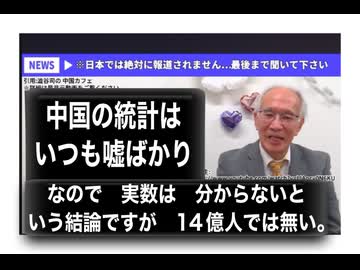 NEWS
※日本では絶対に報道されません…最後まで聞いて下さい
引用:澁谷司の 中国カフェ
中国の統計は
いつも嘘ばかり
なので 実数は 分からないと
いう結論ですが 14億人では無い。